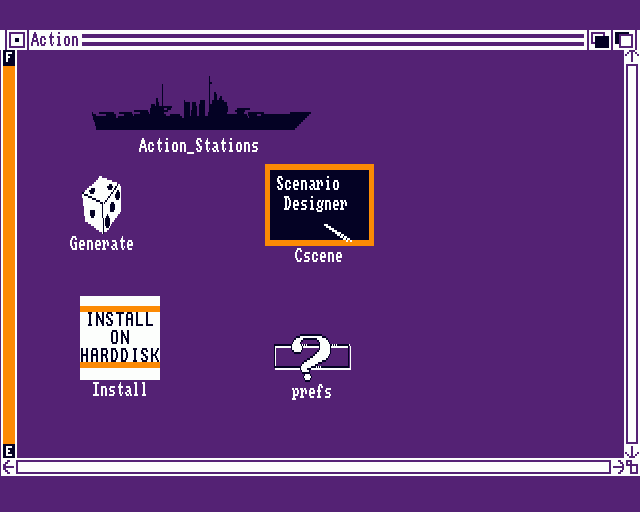 Action
F
Action_Stations
Scenario
Designer
Generate
Cscene
INSTALL
ON
HARDDISK
?
Install
prefs
E